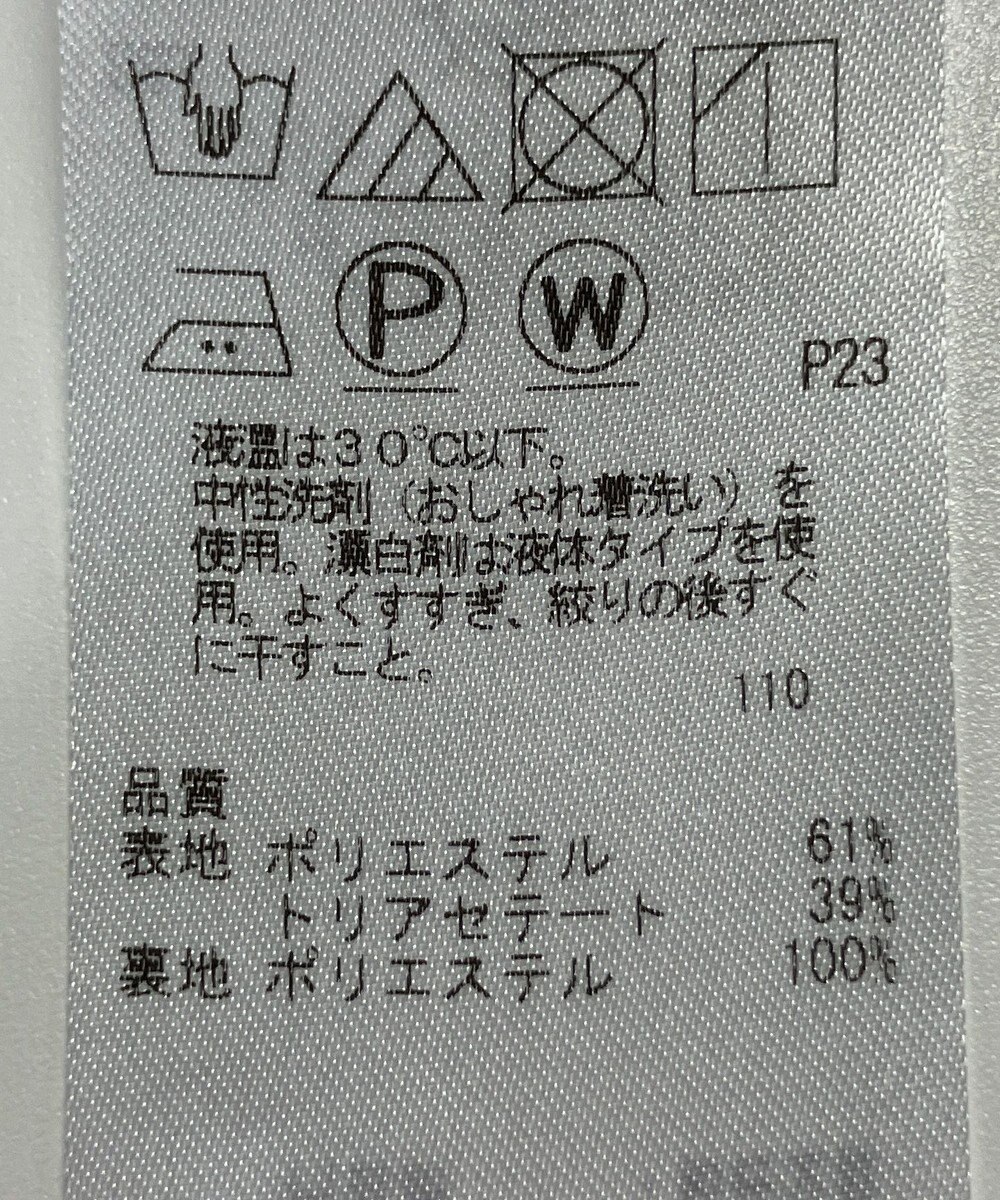 P W
P23
液温は30℃以下。
中性洗剤(おしゃれ着洗い)を
使用。漂白剤は液体タイプを使
用。よくすすぎ、絞りの後すぐ
に干すこと。
110
品質
表地 ポリエステル 61%
トリアセテート 39%
裏地 ポリエステル 100%